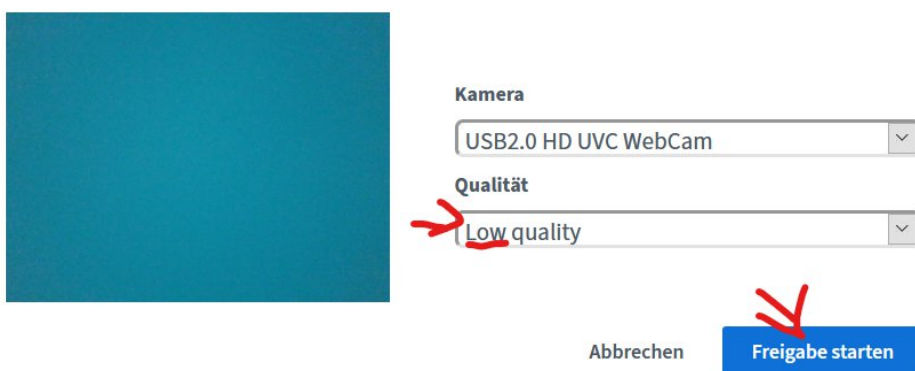 Kamera
USB2.0 HD UVC WebCam
Qualität
Low quality
Abbrechen
Freigabe starten